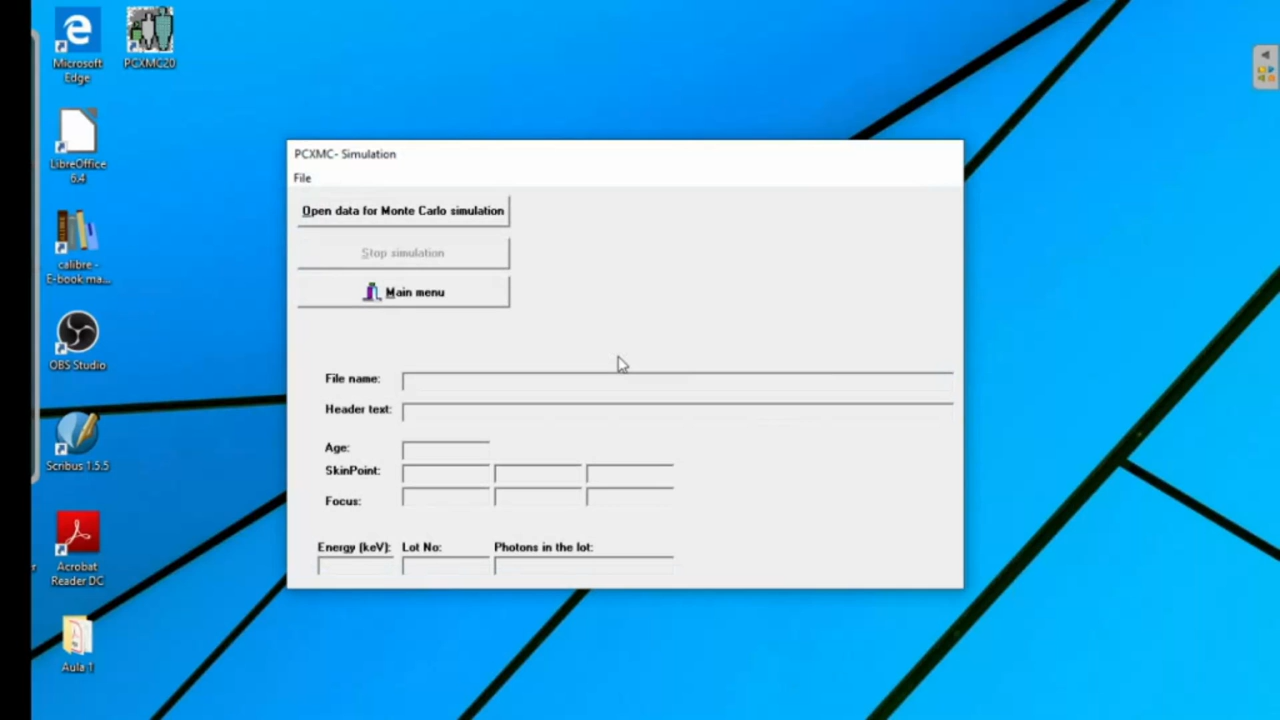 Microsoft
Edge
PCXMC20
LibreOffice
6.4
calibre -
E-book ma...
OBS Studio
Scribus 1.5.5
Acrobat
Reader DC
Aula 1
PCXMC- Simulation
File
Open data for Monte Carlo simulation
Stop simulation
Main menu
File name:
Header text:
Age:
SkinPoint:
Focus:
Energy (keV):
Lot No:
Photons in the lot: